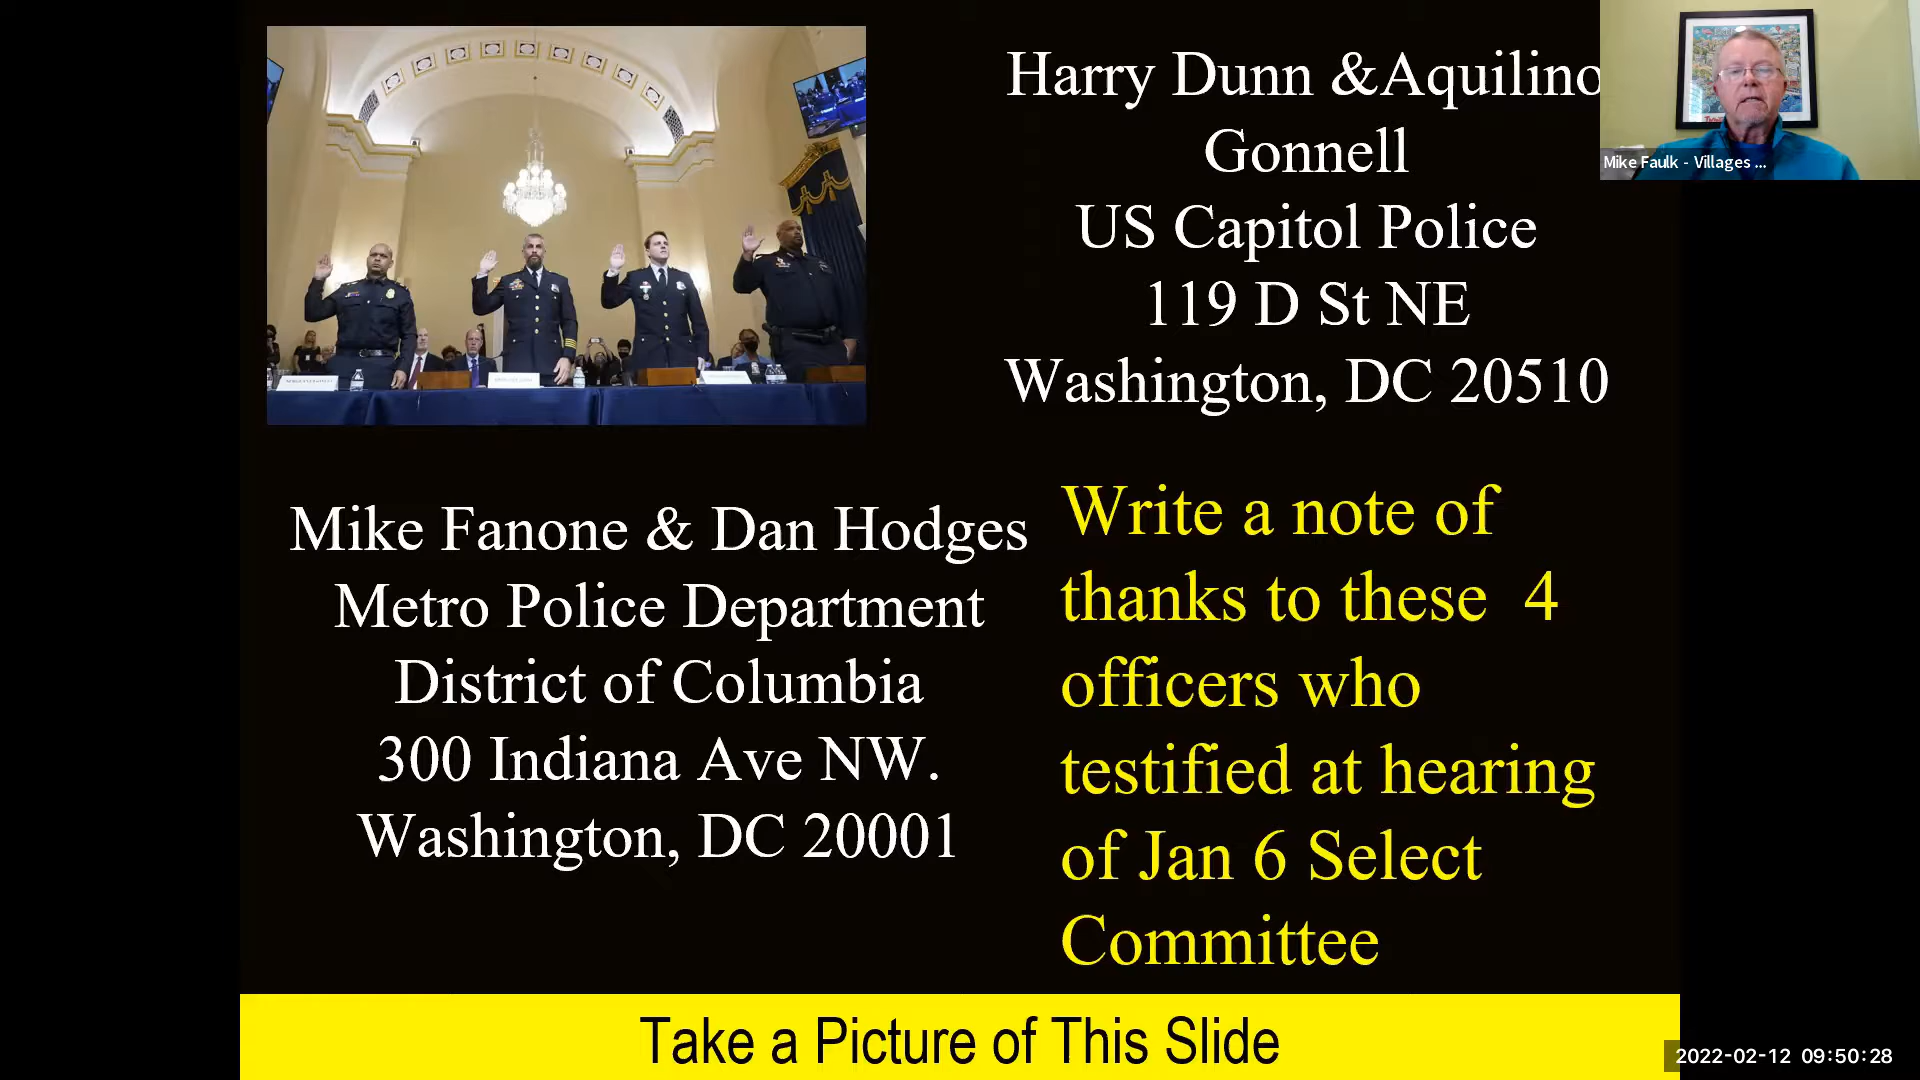 Harry Dunn &Aquilino
Gonnell
US Capitol Police
119 D St NE
Washington, DC 20510
Mike Faulk - Villages ...
Mike Fanone & Dan Hodges
Metro Police Department
District of Columbia
300 Indiana Ave NW.
Washington, DC 20001
Write a note of
thanks to these 4
officers who
testified at hearing
of Jan 6 Select
Committee
Take a Picture of This Slide
2022-02-12 09:50:28